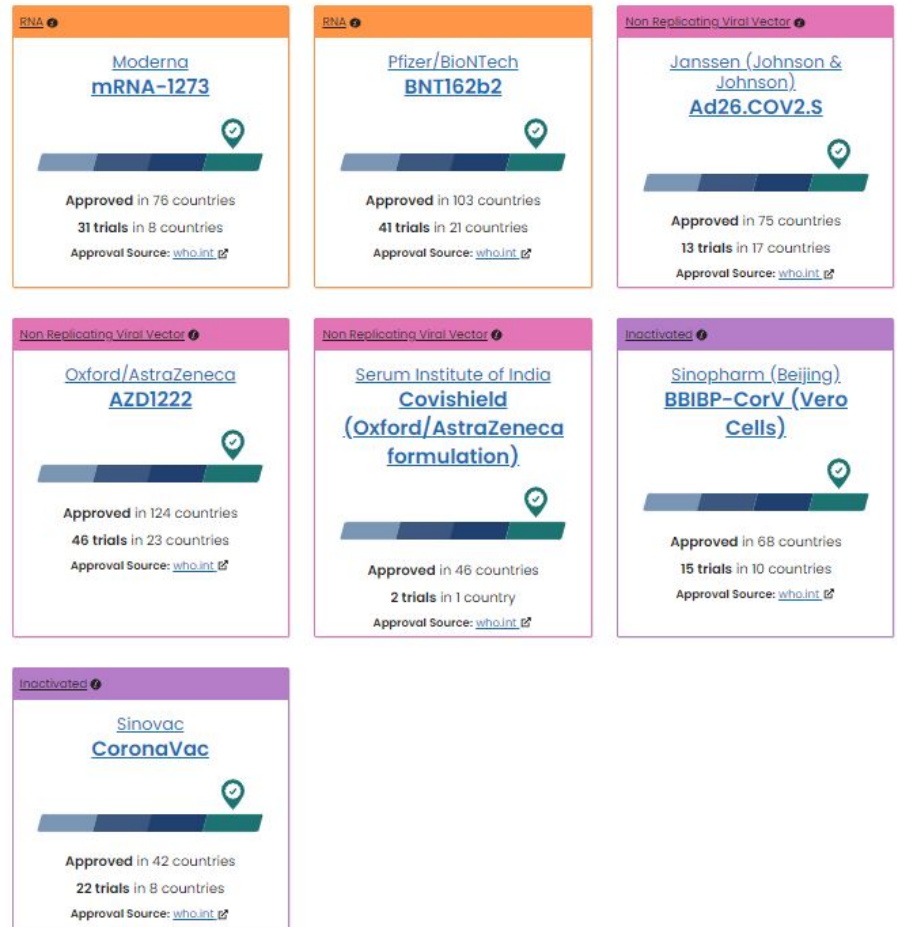 RNA
Moderna
mRNA-1273
Approved in 76 countries
31 trials in 8 countries
Approval Source: who.int
RNA
Pfizer/BioNTech
BNT162b2
Approved in 103 countries
41 trials in 21 countries
Approval Source: who.int
Non Replicating Viral Vector
Janssen (Johnson &
Johnson)
Ad26.COV2.S
Approved in 75 countries
13 trials in 17 countries
Approval Source: who.int
Non Replicating Viral Vector
Oxford/AstraZeneca
AZD1222
Approved in 124 countries
46 trials in 23 countries
Approval Source: who.int
Non Replicating Viral Vector
Serum Institute of India
Covishield
(Oxford/AstraZeneca
formulation)
Approved in 46 countries
2 trials in 1 country
Approval Source: who.int
Inactivated
Sinopharm (Beijing)
BBIBP-CorV (Vero
Cells)
Approved in 68 countries
15 trials in 10 countries
Approval Source: who.int
Inactivated
Sinovac
CoronaVac
Approved in 42 countries
22 trials in 8 countries
Approval Source: who.int